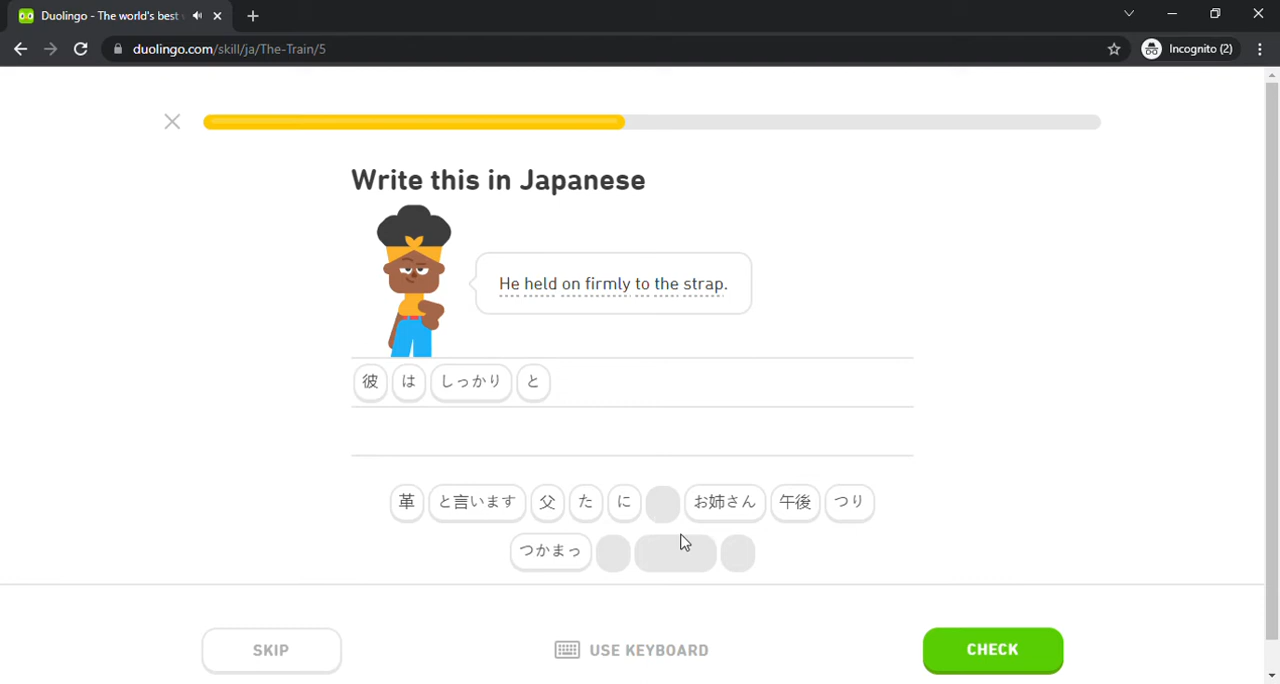 Duolingo - The world's best
duolingo.com/skill/ja/The-Train/5
Incognito (2)
Write this in Japanese
He held on firmly to the strap.
彼 は しっかり と
革 と言います 父 た に お姉さん 午後 つり
つかまっ
SKIP
USE KEYBOARD
CHECK